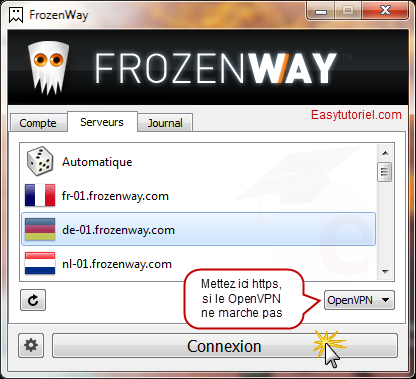 FrozenWay
FROZENWAY™
Easytutoriel.com
Compte
Serveurs
Journal
Automatique
fr-01.frozenway.com
de-01.frozenway.com
nl-01.frozenway.com
Mettez ici https,
si le OpenVPN
ne marche pas
OpenVPN
Connexion